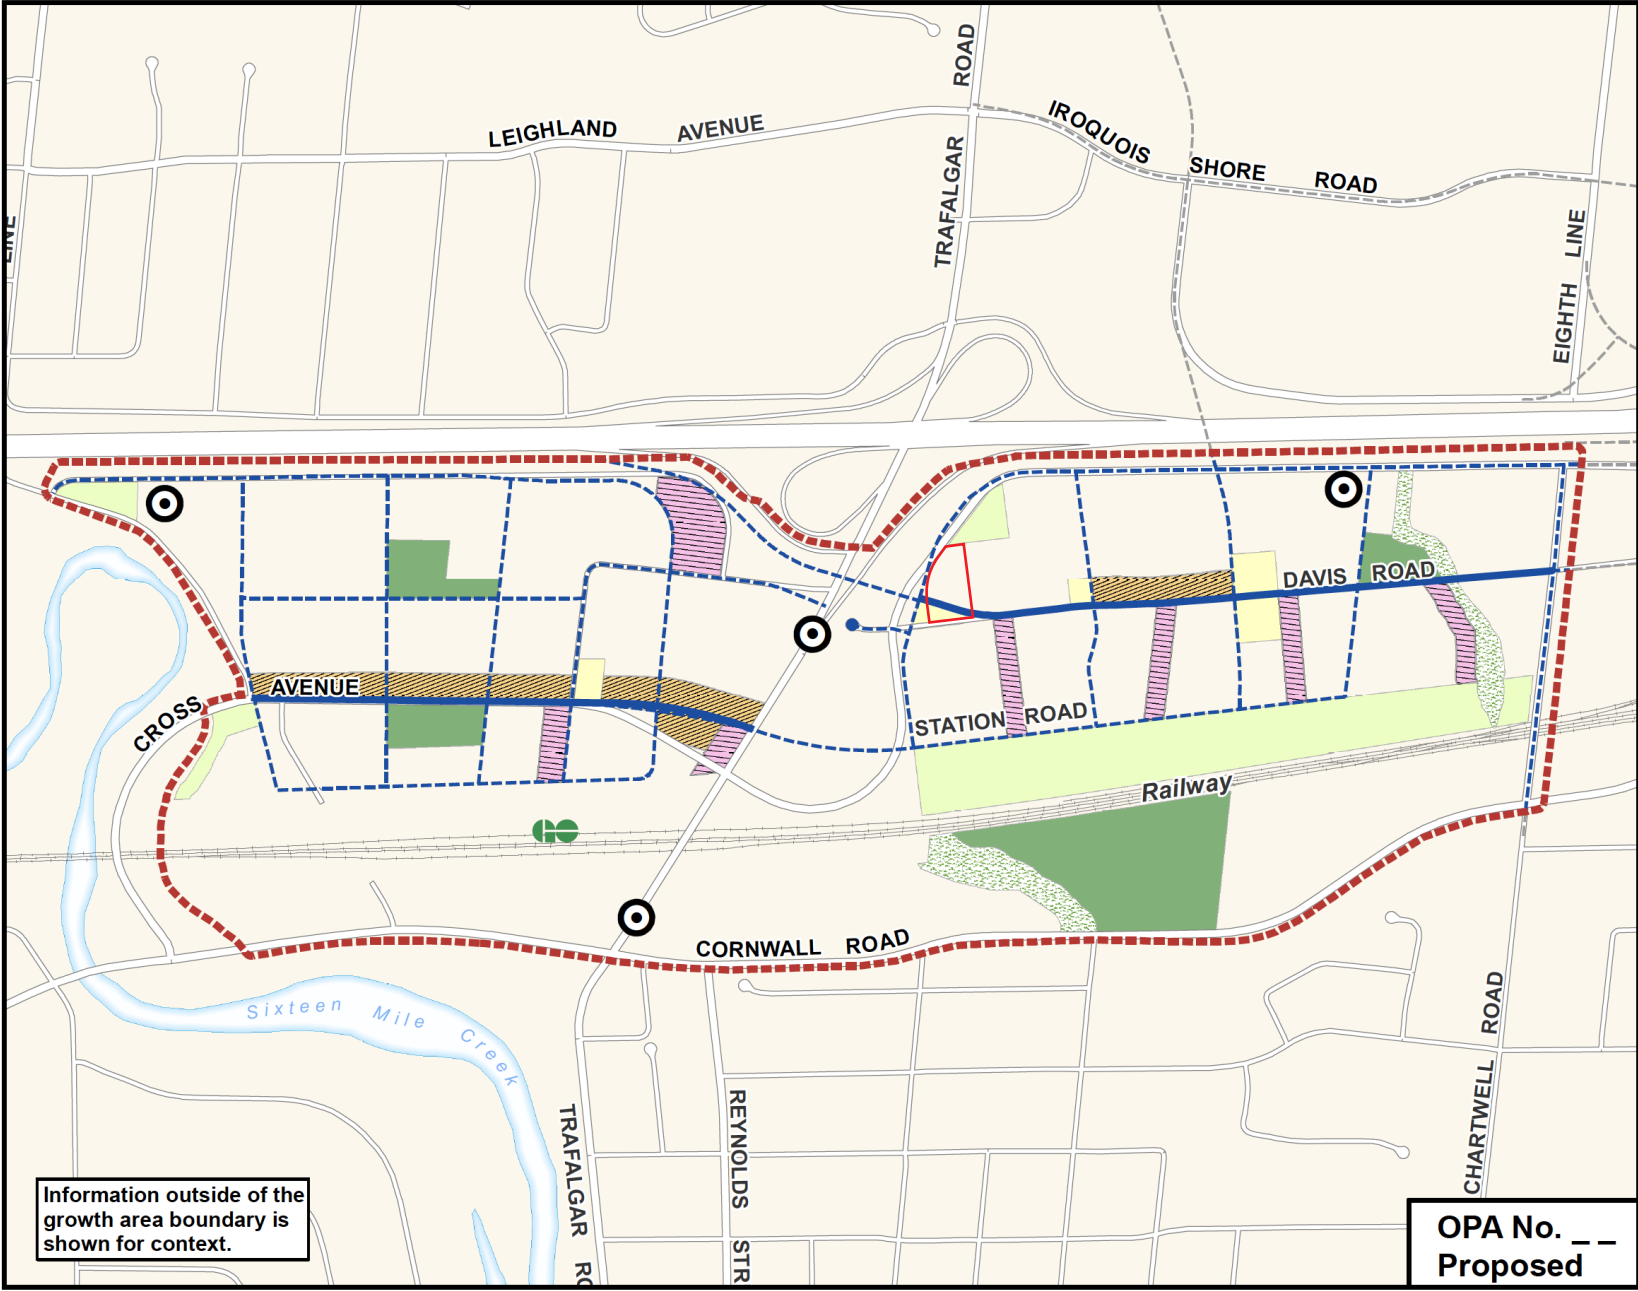 ROAD
IROQUOIS
LEIGHLAND AVENUE
SHORE ROAD
TRAFALGAR
LINE
EIGHTH LINE
DAVIS ROAD
AVENUE
CROSS
STATION ROAD
Railway
GO
CORNWALL ROAD
Sixteen Mile Creek
CHARTWELL ROAD
REYNOLDS STR
TRAFALGAR RO
Information outside of the
growth area boundary is
shown for context.
OPA No. _ _
Proposed